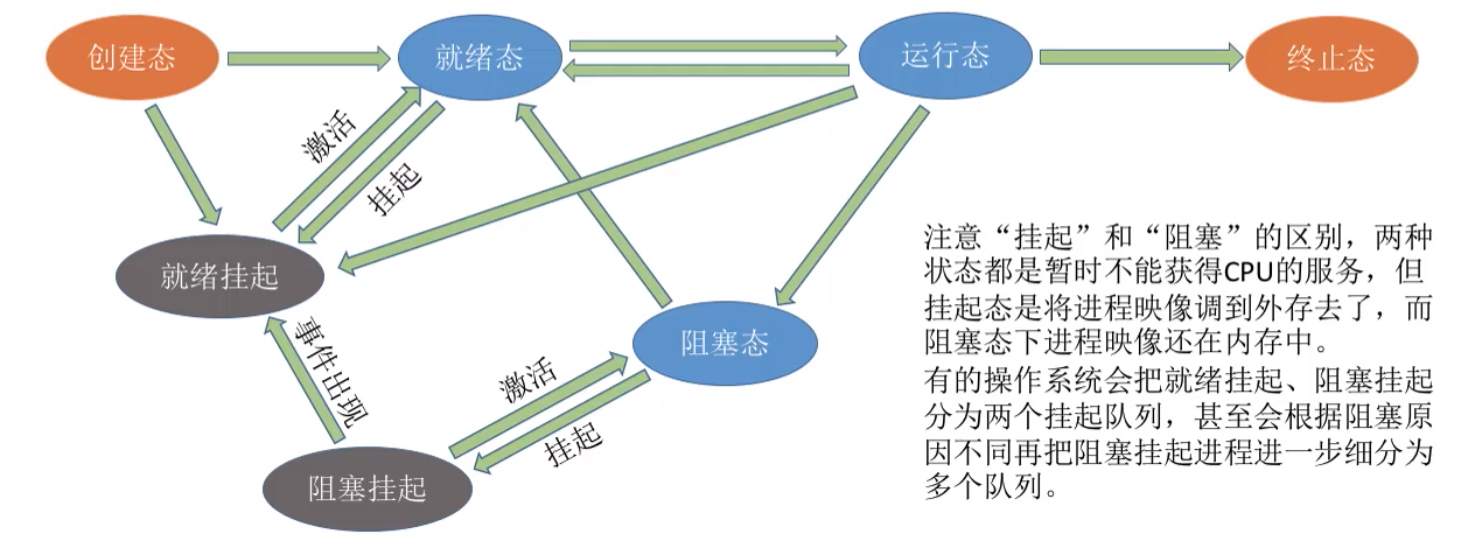 创建态
就绪态
运行态
终止态
激活
挂起
就绪挂起
事件出现
阻塞态
激活
挂起
阻塞挂起
注意“挂起”和“阻塞”的区别，两种
状态都是暂时不能获得CPU的服务，但
挂起态是将进程映像调到外存去了，而
阻塞态下进程映像还在内存中。
有的操作系统会把就绪挂起、阻塞挂起
分为两个挂起队列，甚至会根据阻塞原
因不同再把阻塞挂起进程进一步细分为
多个队列。